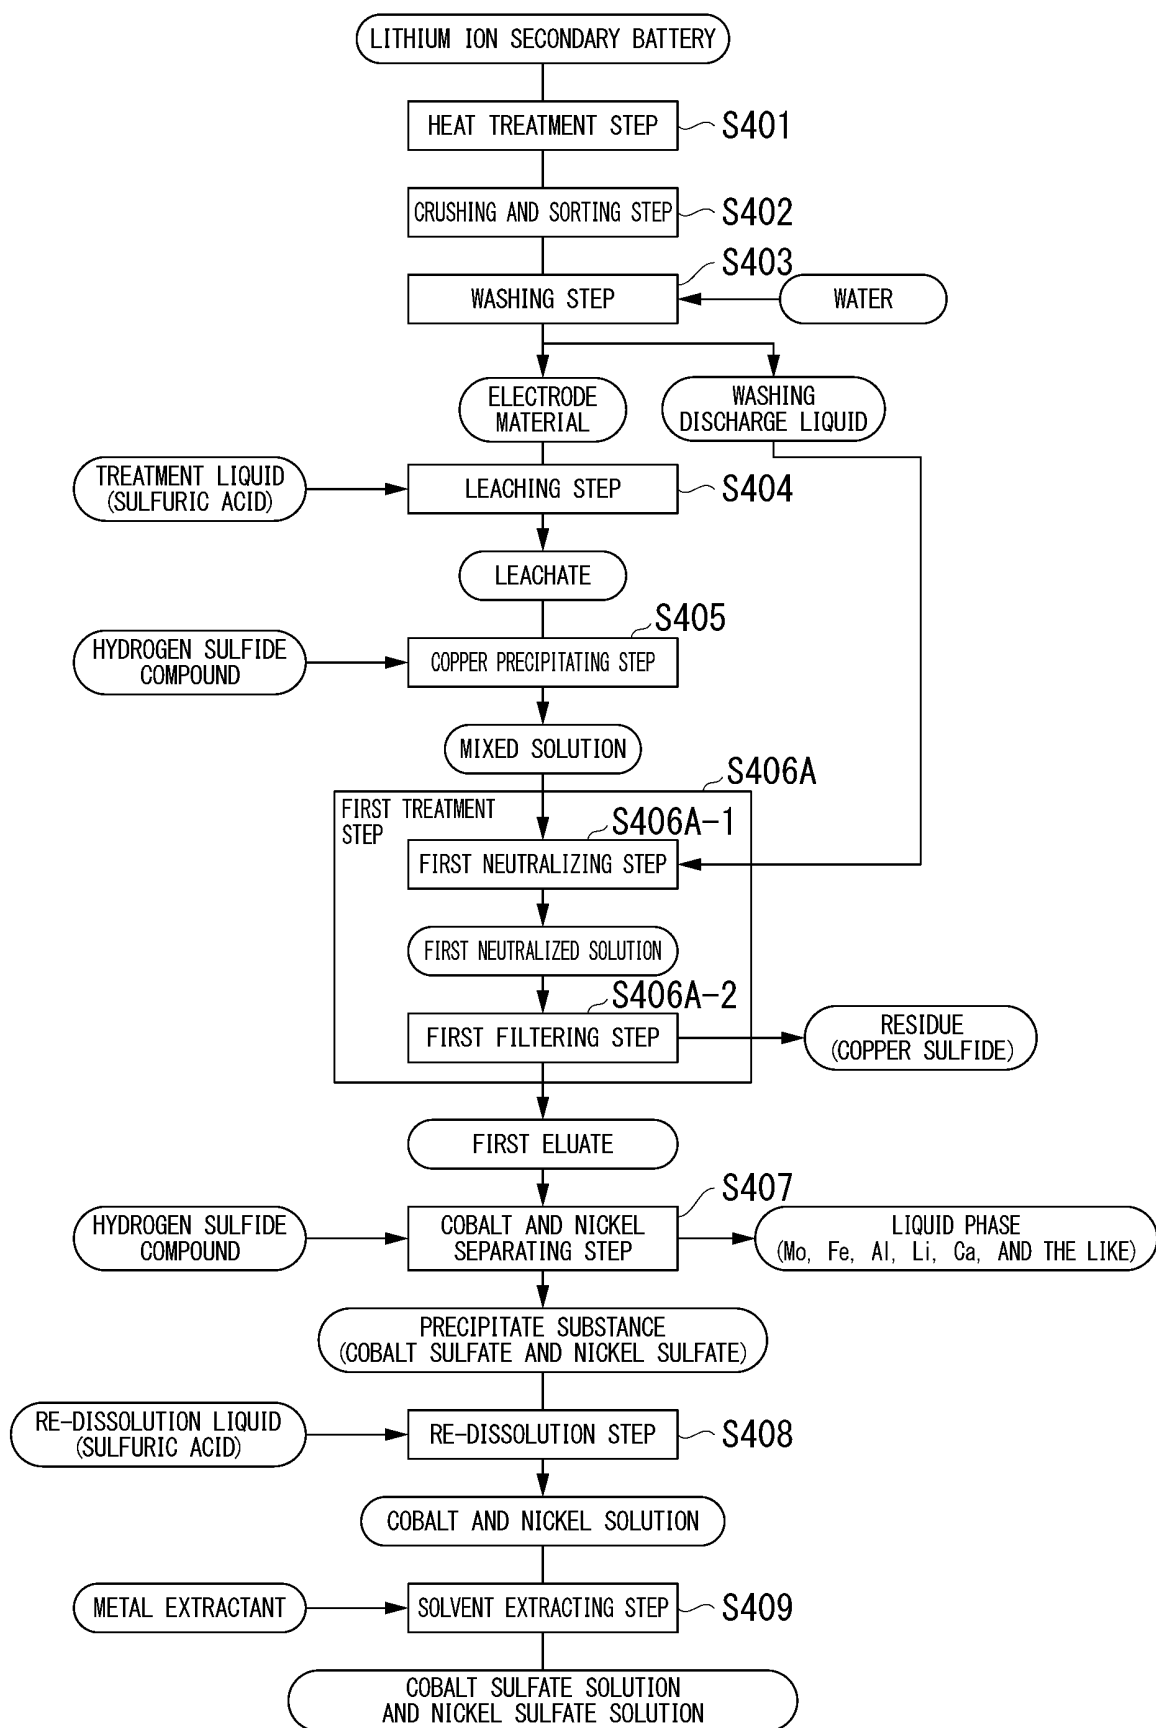 LITHIUM ION SECONDARY BATTERY
HEAT TREATMENT STEP
S401
CRUSHING AND SORTING STEP
S402
S403
WASHING STEP
WATER
ELECTRODE
MATERIAL
WASHING
DISCHARGE LIQUID
TREATMENT LIQUID
(SULFURIC ACID)
LEACHING STEP
S404
LEACHATE
S405
HYDROGEN SULFIDE
COMPOUND
COPPER PRECIPITATING STEP
MIXED SOLUTION
S406A
FIRST TREATMENT
STEP
S406A-1
FIRST NEUTRALIZING STEP
FIRST NEUTRALIZED SOLUTION
S406A-2
FIRST FILTERING STEP
RESIDUE
(COPPER SULFIDE)
FIRST ELUATE
S407
HYDROGEN SULFIDE
COMPOUND
COBALT AND NICKEL
SEPARATING STEP
LIQUID PHASE
(Mo, Fe, Al, Li, Ca, AND THE LIKE)
PRECIPITATE SUBSTANCE
(COBALT SULFATE AND NICKEL SULFATE)
RE-DISSOLUTION LIQUID
(SULFURIC ACID)
RE-DISSOLUTION STEP
S408
COBALT AND NICKEL SOLUTION
METAL EXTRACTANT
SOLVENT EXTRACTING STEP
S409
COBALT SULFATE SOLUTION
AND NICKEL SULFATE SOLUTION